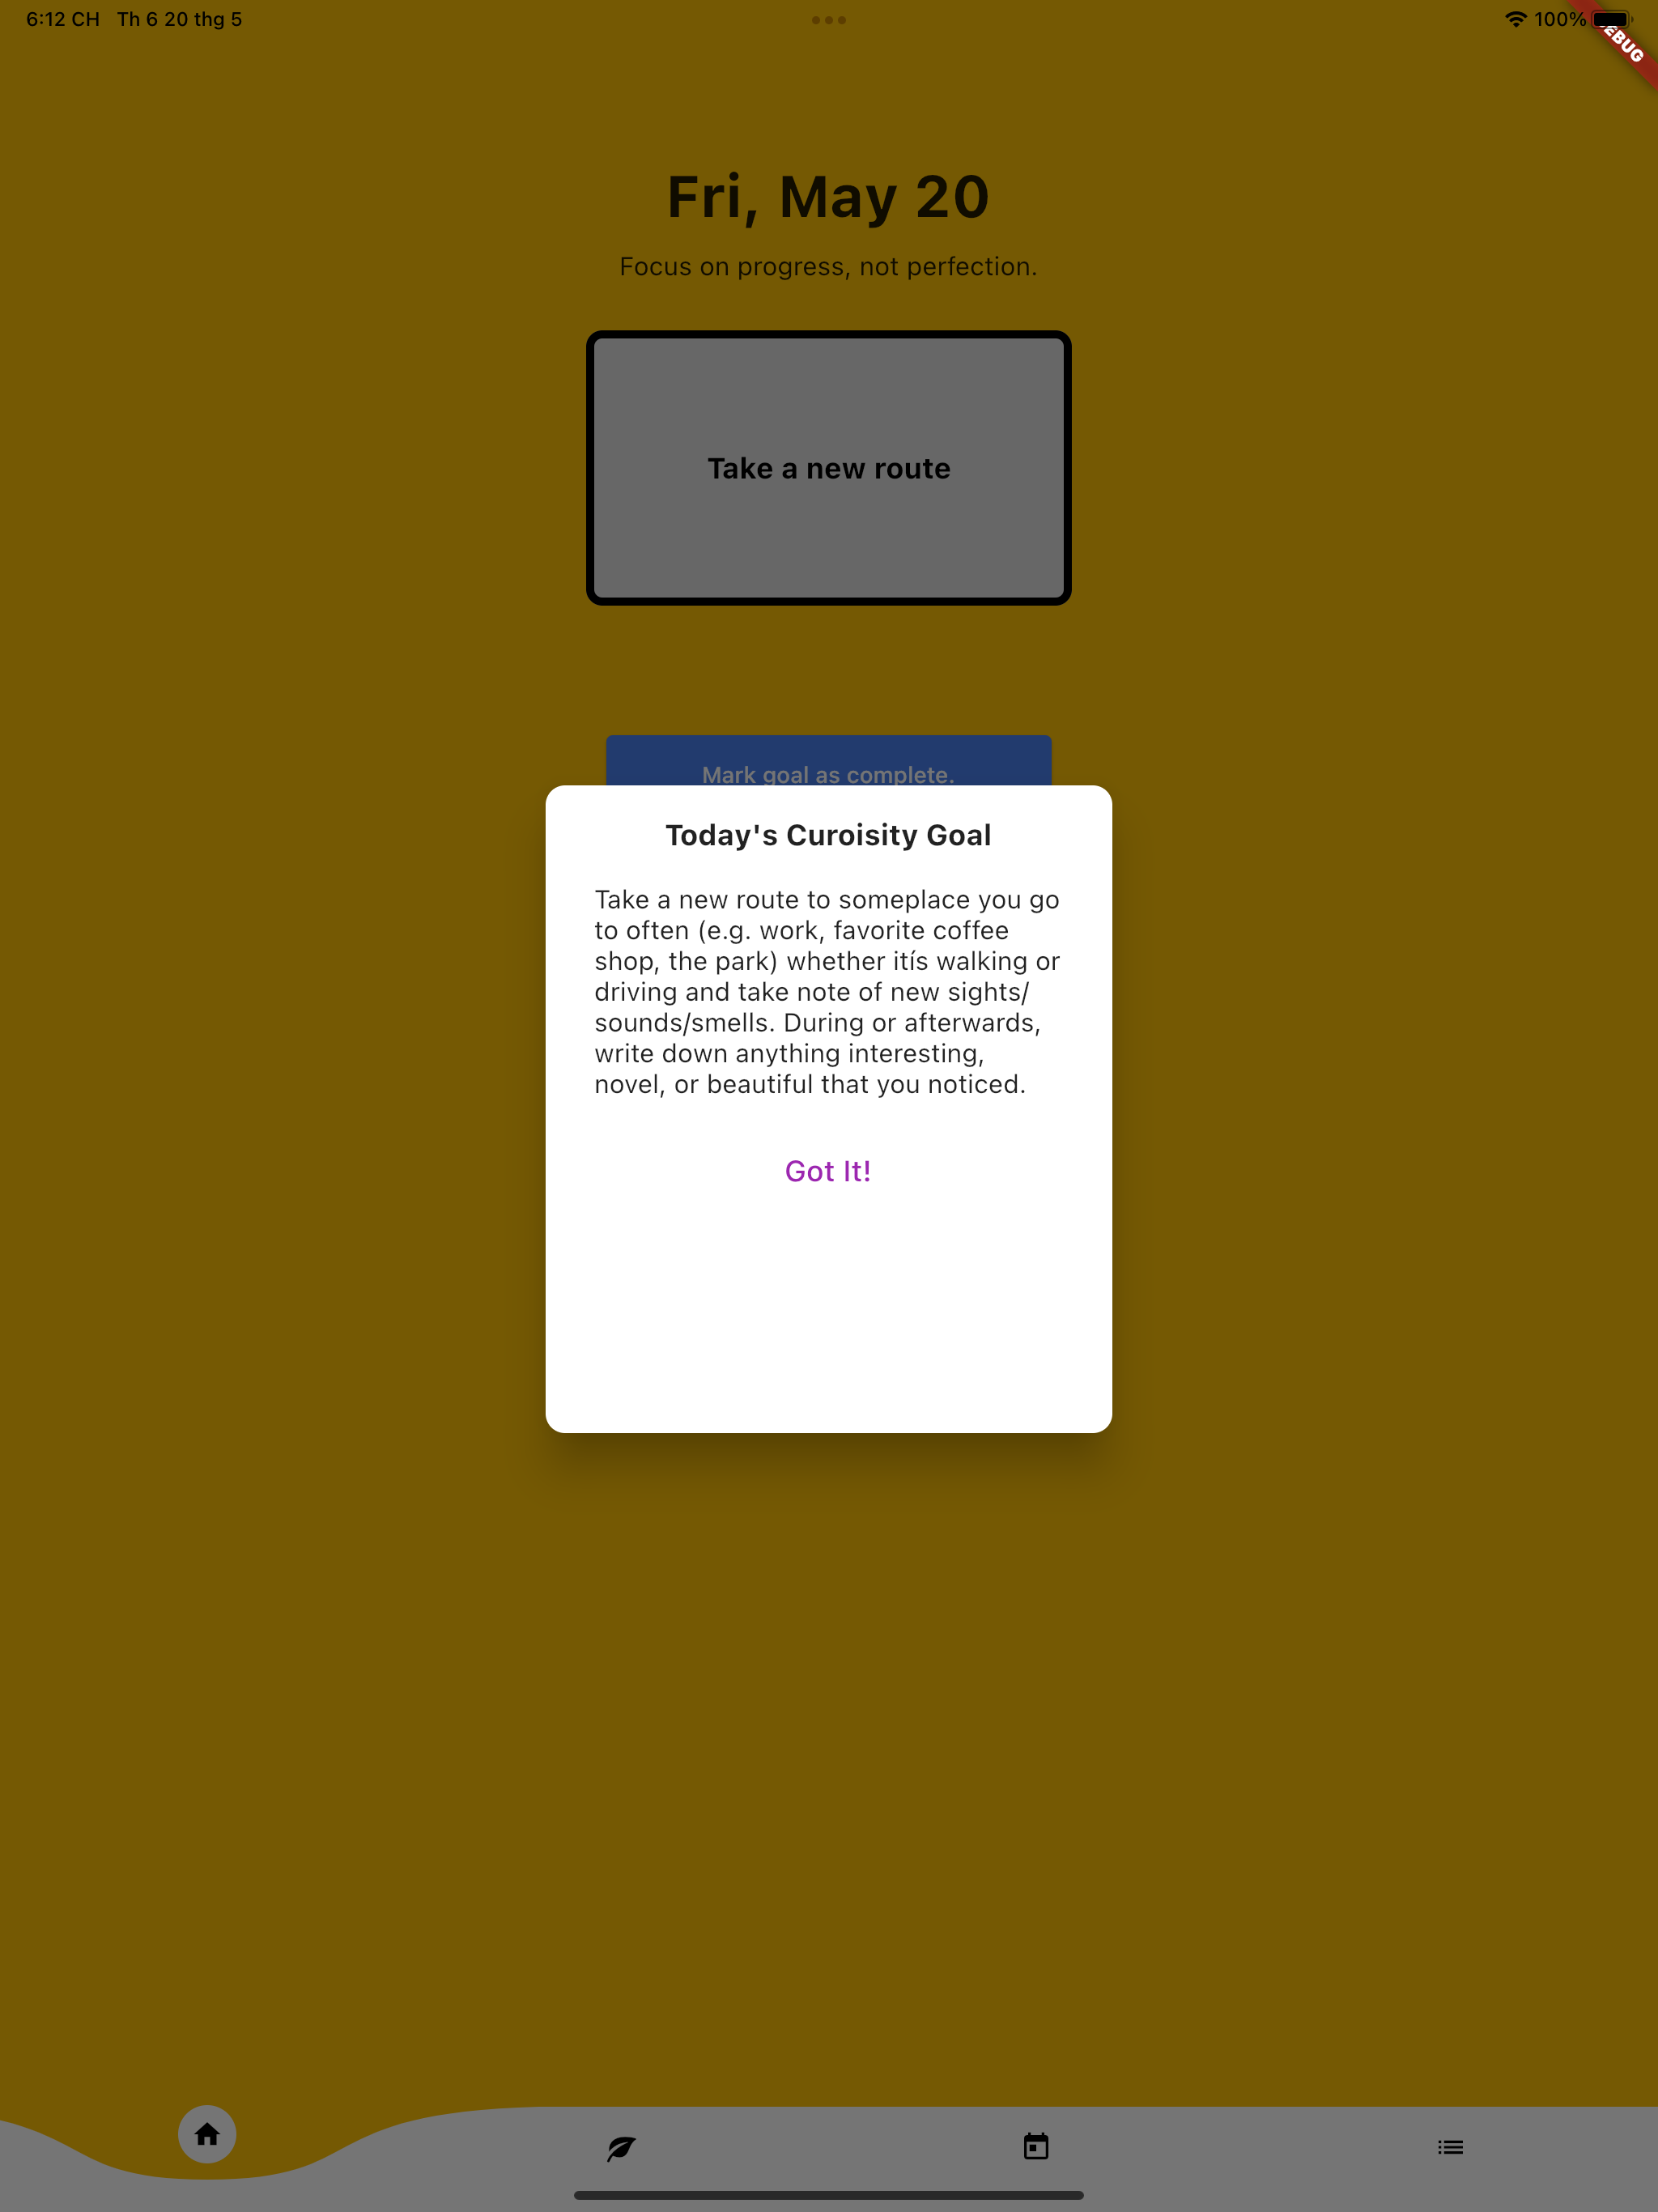 6:12 CH Th 6 20 thg 5
100%
EBUG
Fri, May 20
Focus on progress, not perfection.
Take a new route
Mark goal as complete.
Today's Curoisity Goal
Take a new route to someplace you go
to often (e.g. work, favorite coffee
shop, the park) whether itís walking or
driving and take note of new sights/
sounds/smells. During or afterwards,
write down anything interesting,
novel, or beautiful that you noticed.
Got It!